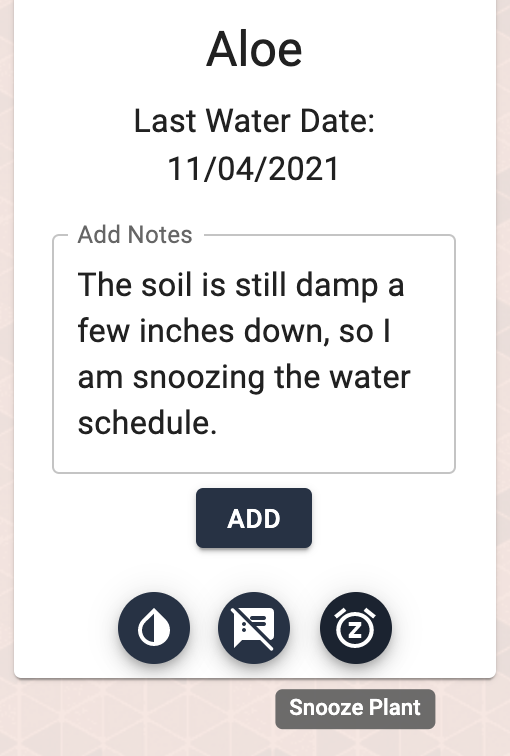 Aloe
Last Water Date:
11/04/2021
Add Notes
The soil is still damp a
few inches down, so I
am snoozing the water
schedule.
ADD
Z
Snooze Plant